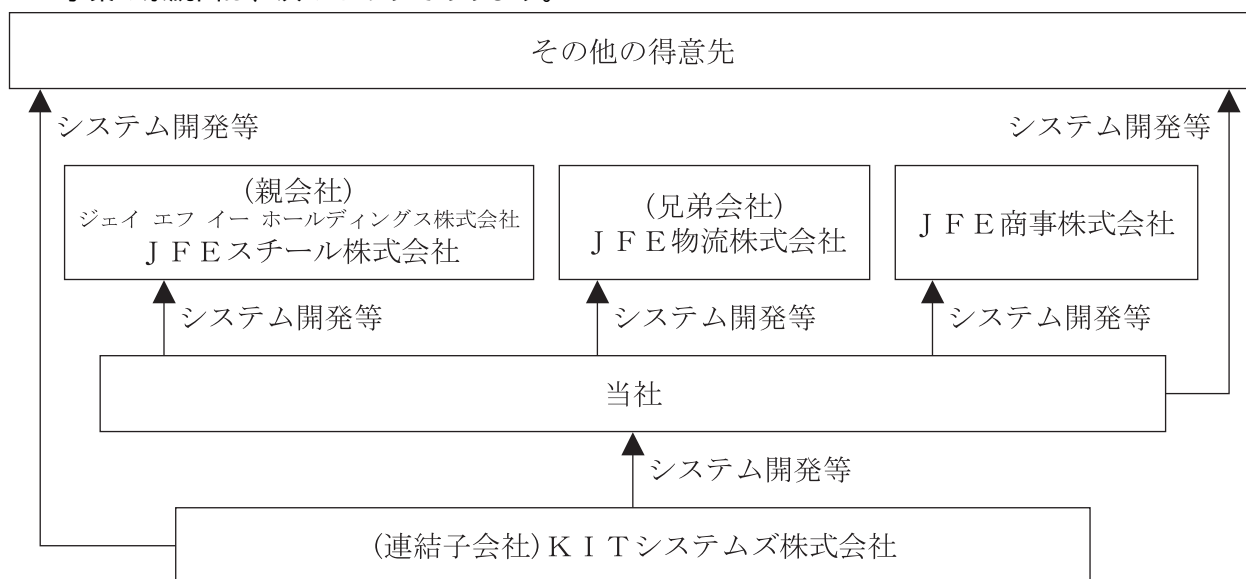 その他の得意先
システム開発等
システム開発等
(親会社)
ジェイ エフ イー ホールディングス株式会社
ＪＦＥスチール株式会社
(兄弟会社)
ＪＦＥ物流株式会社
ＪＦＥ商事株式会社
システム開発等
システム開発等
システム開発等
当社
システム開発等
(連結子会社)ＫＩＴシステムズ株式会社